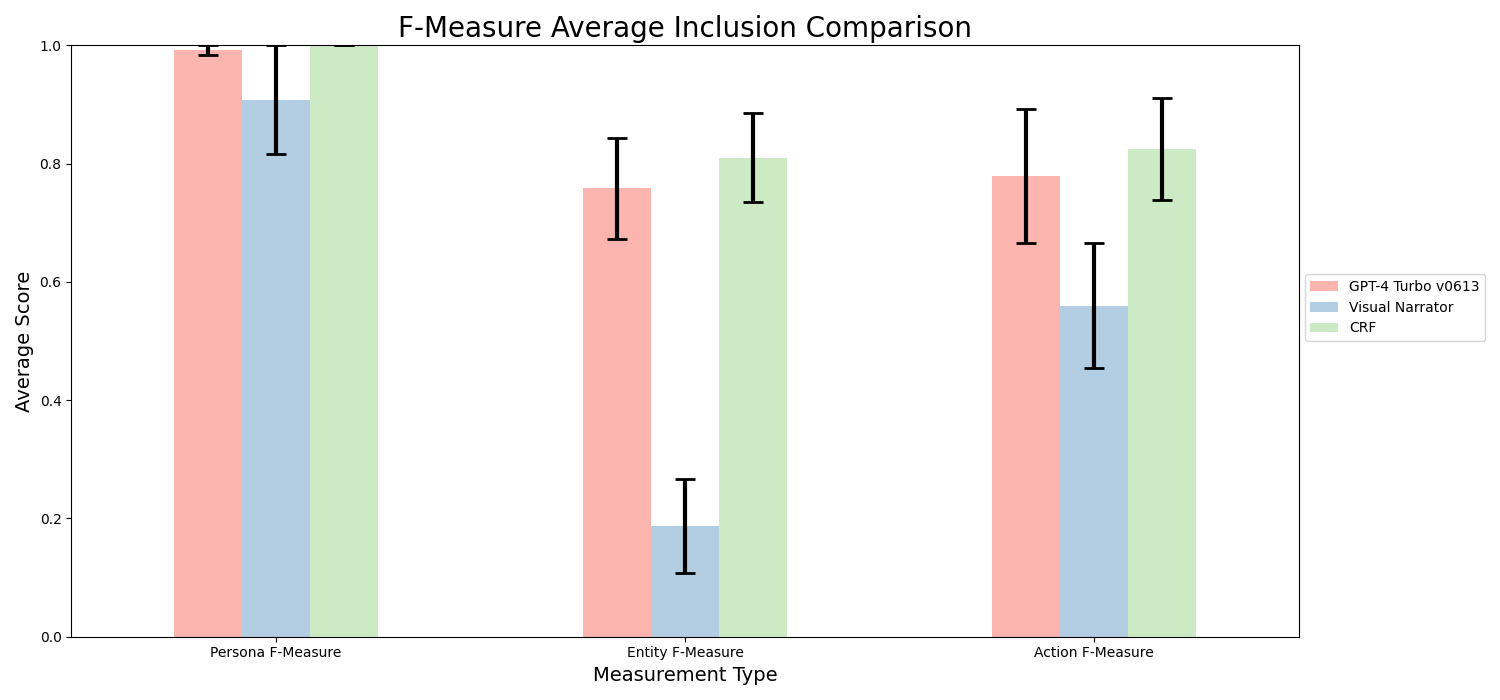 F-Measure Average Inclusion Comparison
1.0
0.8
0.6
0.4
0.2
0.0
Average Score
Persona F-Measure
Entity F-Measure
Action F-Measure
Measurement Type
GPT-4 Turbo v0613
Visual Narrator
CRF